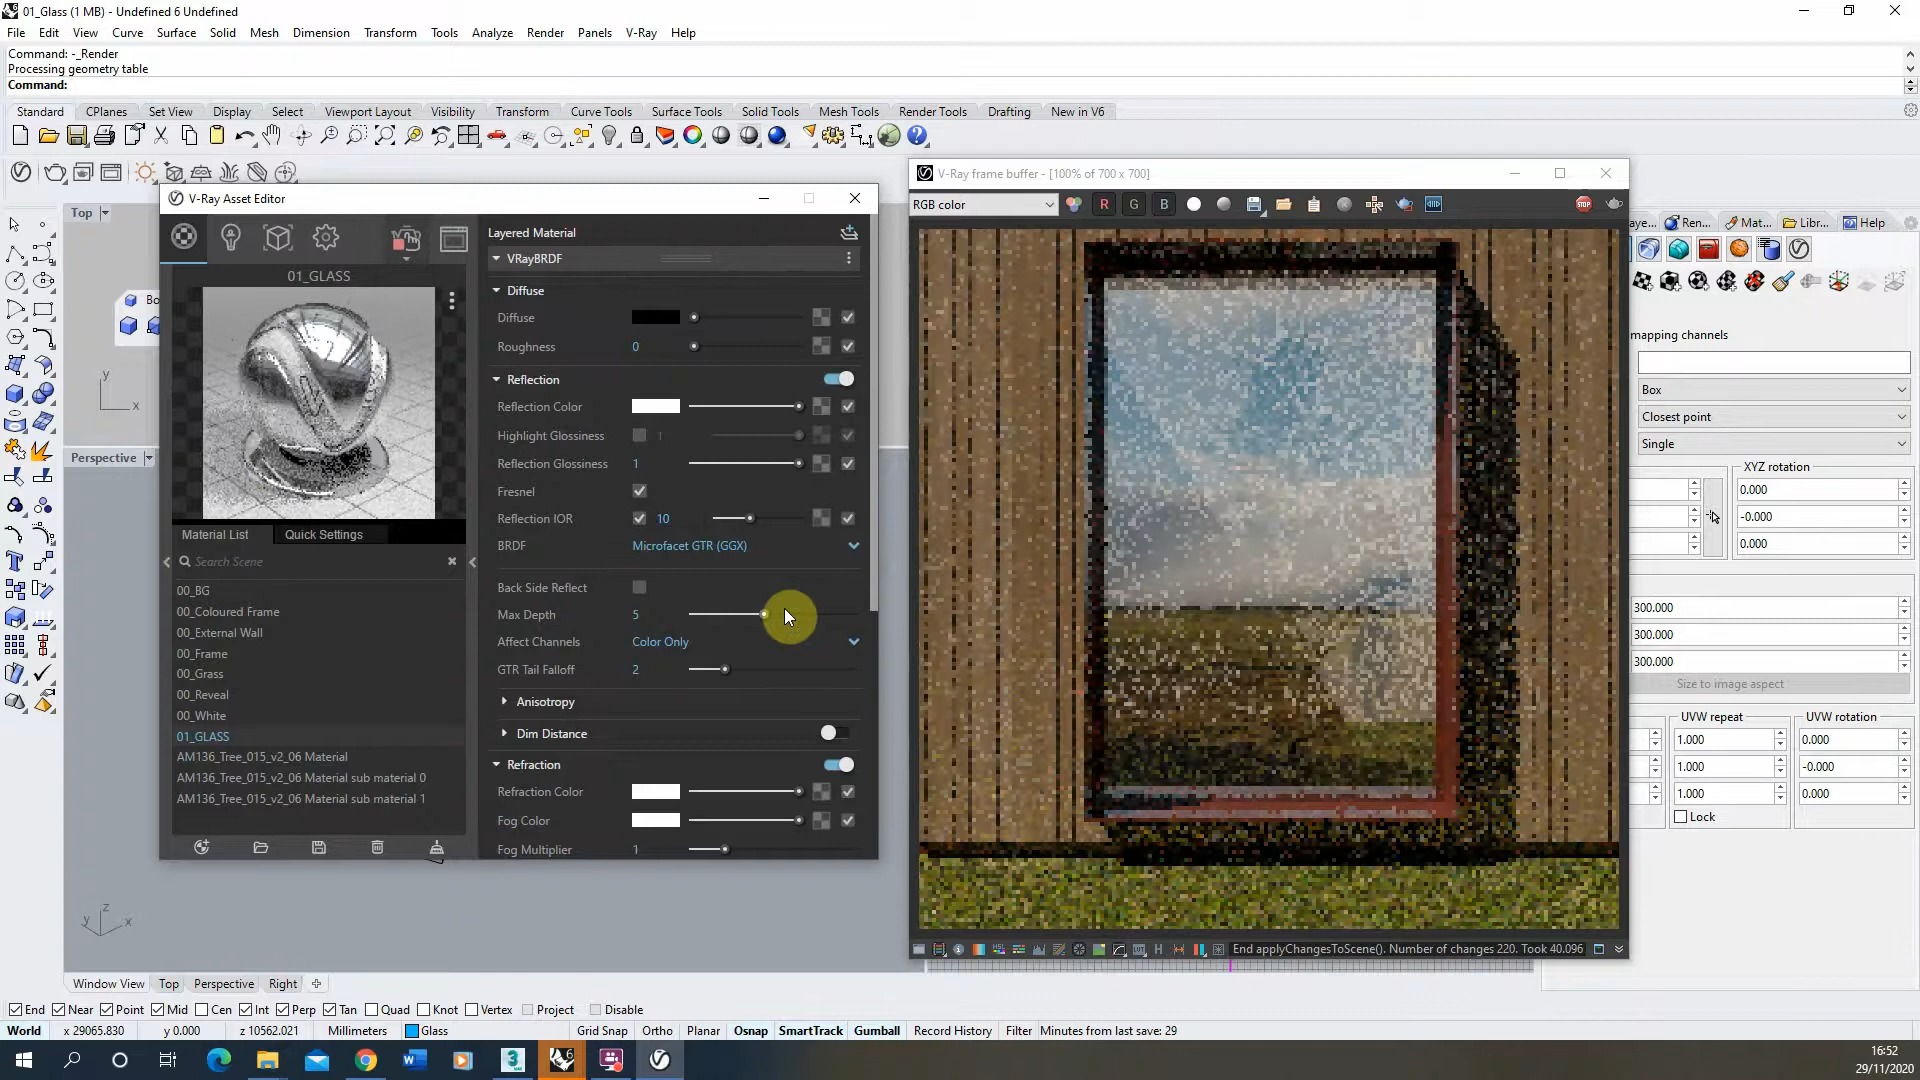 01_Glass (1 MB) - Undefined 6 Undefined
File Edit View Curve Surface Solid Mesh Dimension Transform Tools Analyze Render Panels V-Ray Help
Command: -_Render
Processing geometry table
Command:
Standard CPlanes Set View Display Select Viewport Layout Visibility Transform Curve Tools Surface Tools Solid Tools Mesh Tools Render Tools Drafting New in V6
V-Ray Asset Editor
V-Ray frame buffer - [100% of 700 x 700]
RGB color R G B STOP
Top
Layered Material
VRayBRDF
01_GLASS
Diffuse
Diffuse
Roughness 0
Reflection
Reflection Color
Highlight Glossiness 1
Reflection Glossiness 1
Fresnel
Reflection IOR 10
BRDF Microfacet GTR (GGX)
Back Side Reflect
Max Depth 5
Affect Channels Color Only
GTR Tail Falloff 2
Anisotropy
Dim Distance
Refraction
Refraction Color
Fog Color
Fog Multiplier 1
Material List Quick Settings
Search Scene
00_BG
00_Coloured Frame
00_External Wall
00_Frame
00_Grass
00_Reveal
00_White
01_GLASS
AM136_Tree_015_v2_06 Material
AM136_Tree_015_v2_06 Material sub material 0
AM136_Tree_015_v2_06 Material sub material 1
Bo
y
x
Perspective
z
y x
Ren... Mat... Libr... Help
mapping channels
Box
Closest point
Single
XYZ rotation
0.000
-0.000
0.000
300.000
300.000
300.000
Size to image aspect
UVW repeat UVW rotation
1.000 0.000
1.000 -0.000
1.000 0.000
Lock
End applyChangesToScene(). Number of changes 220. Took 40.096
Window View Top Perspective Right
End Near Point Mid Cen Int Perp Tan Quad Knot Vertex Project Disable
World x 29065.830 y 0.000 z 10562.021 Millimeters Glass Grid Snap Ortho Planar Osnap SmartTrack Gumball Record History Filter Minutes from last save: 29
16:52
29/11/2020